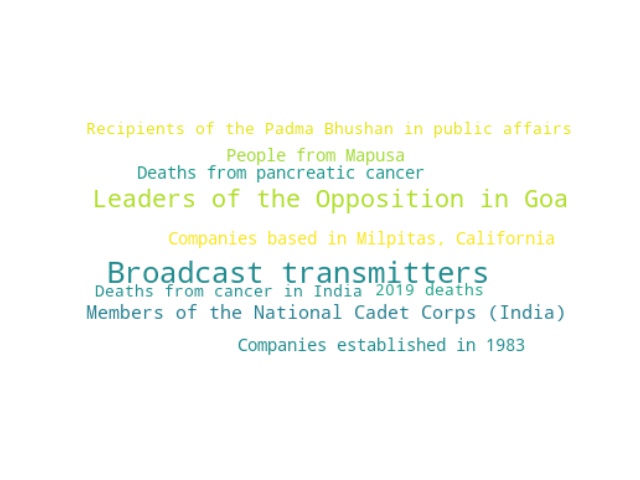 Recipients of the Padma Bhushan in public affairs
People from Mapusa
Deaths from pancreatic cancer
Leaders of the Opposition in Goa
Companies based in Milpitas, California
Broadcast transmitters
Deaths from cancer in India
2019 deaths
Members of the National Cadet Corps (India)
Companies established in 1983